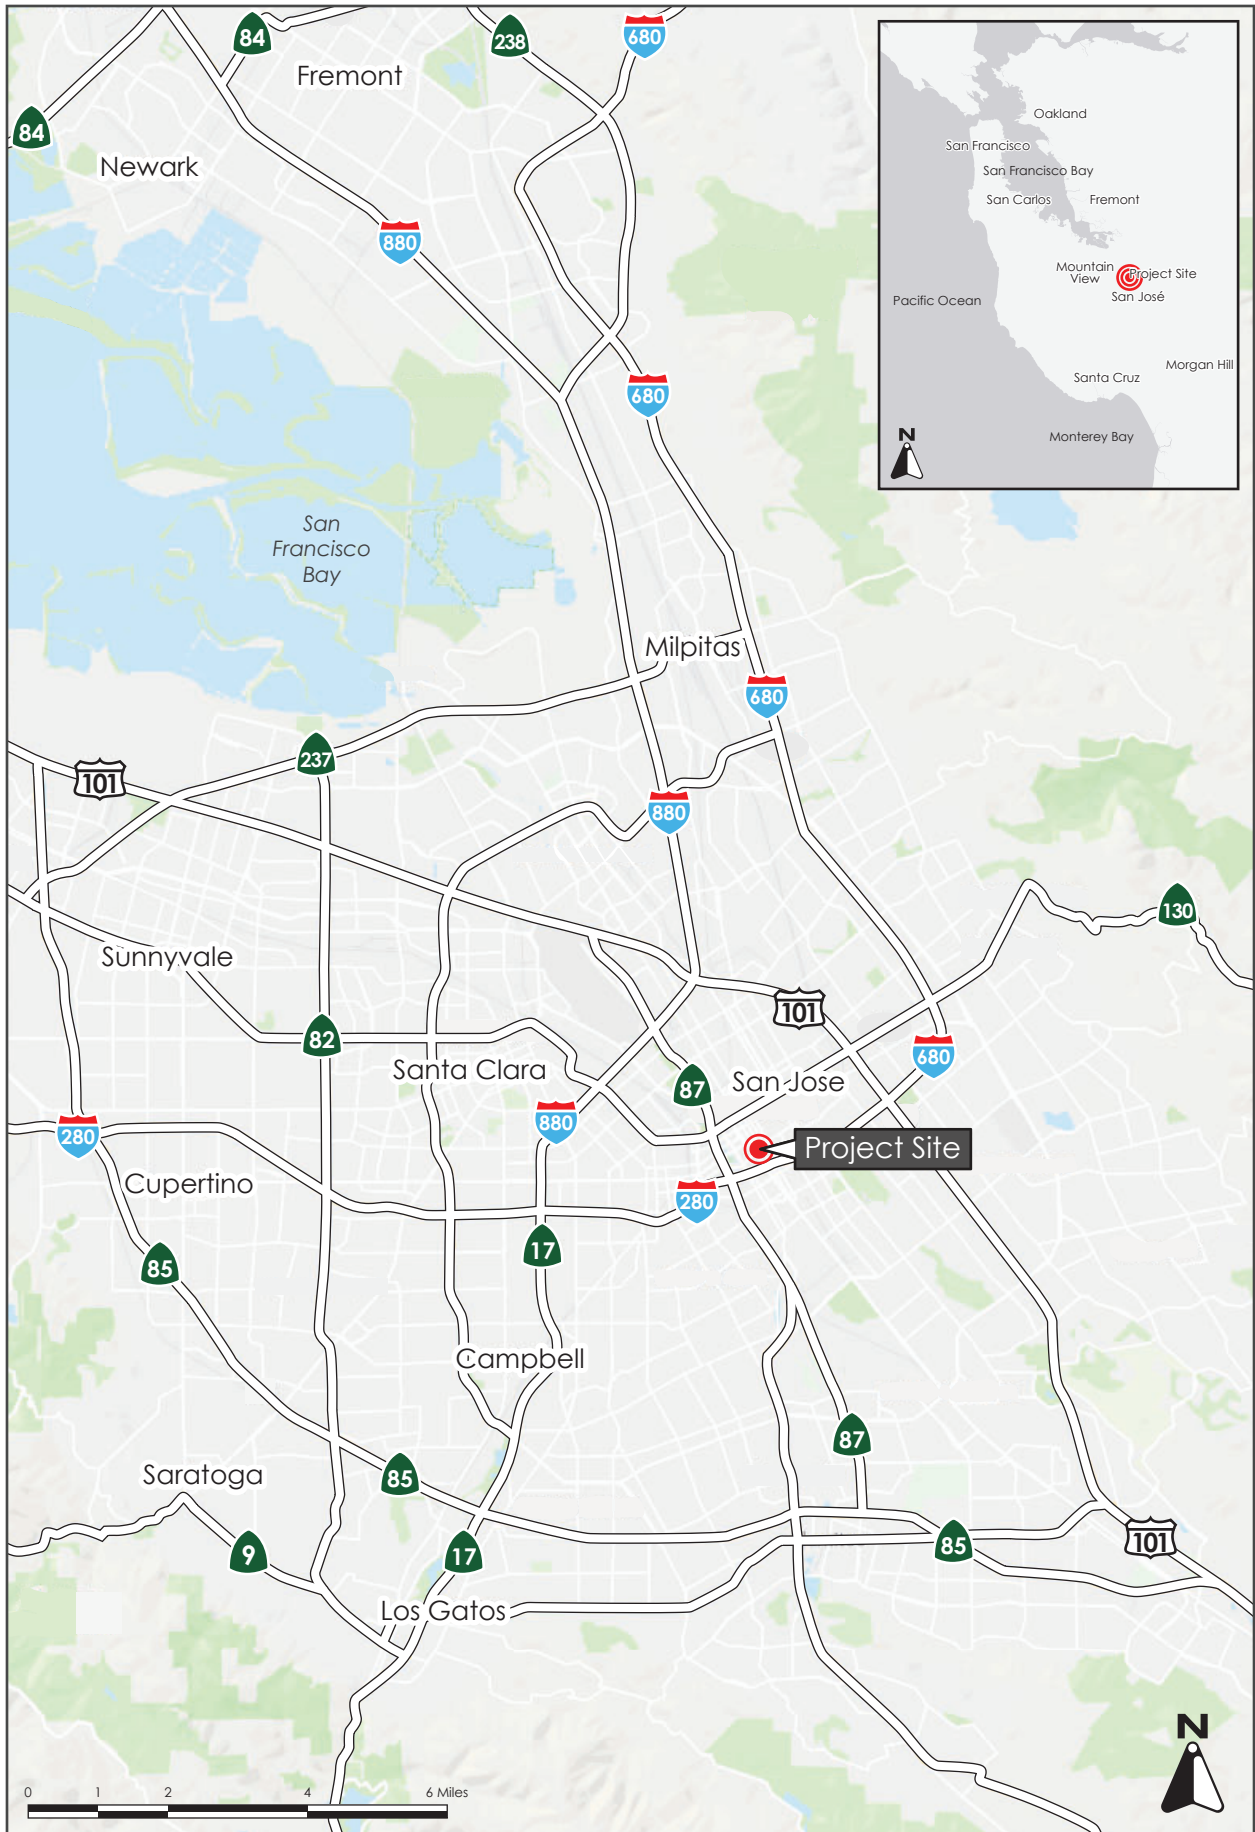 84
238
680
Fremont
84
Newark
880
Oakland
San Francisco
San Francisco Bay
San Carlos
Fremont
Mountain
View
Project Site
San José
Pacific Ocean
Morgan Hill
Santa Cruz
Monterey Bay
N
680
San
Francisco
Bay
Milpitas
680
237
101
880
130
Sunnyvale
101
82
680
Santa Clara
87
San Jose
880
280
Project Site
Cupertino
280
17
85
Campbell
87
Saratoga
85
9
17
85
101
Los Gatos
N
0 1 2 4 6 Miles